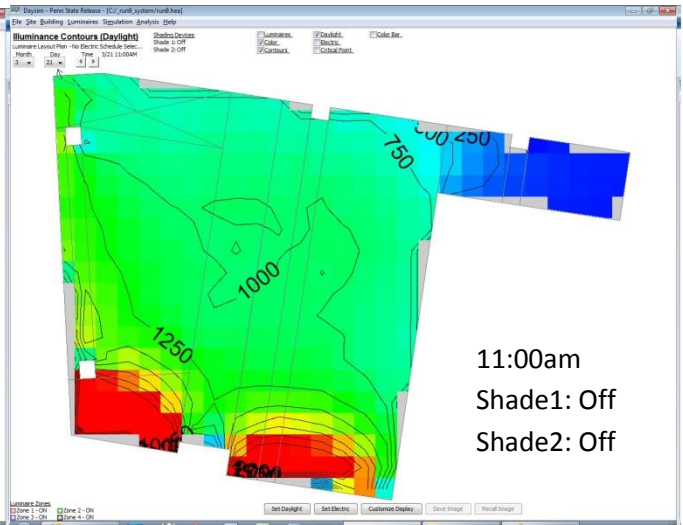 Daysim - Penn State Release - [C:/_run9_system/run9.hea]
File Site Building Luminaires Simulation Analysis Help
Illuminance Contours (Daylight)
Luminaire Layout Plan - No Electric Schedule Selec...
Month Day Time 3/21 11:00AM
3 21
Shading Devices
Shade 1: Off
Shade 2: Off
Luminaires Daylight Color Bar
Color Electric
Contours Critical Point
750
250
1000
1250
11:00am
Shade1: Off
Shade2: Off
Luminaire Zones
Zone 1 - ON Zone 2 - ON
Zone 3 - ON Zone 4 - ON
Set Daylight Set Electric Customize Display Save Image Recall Image